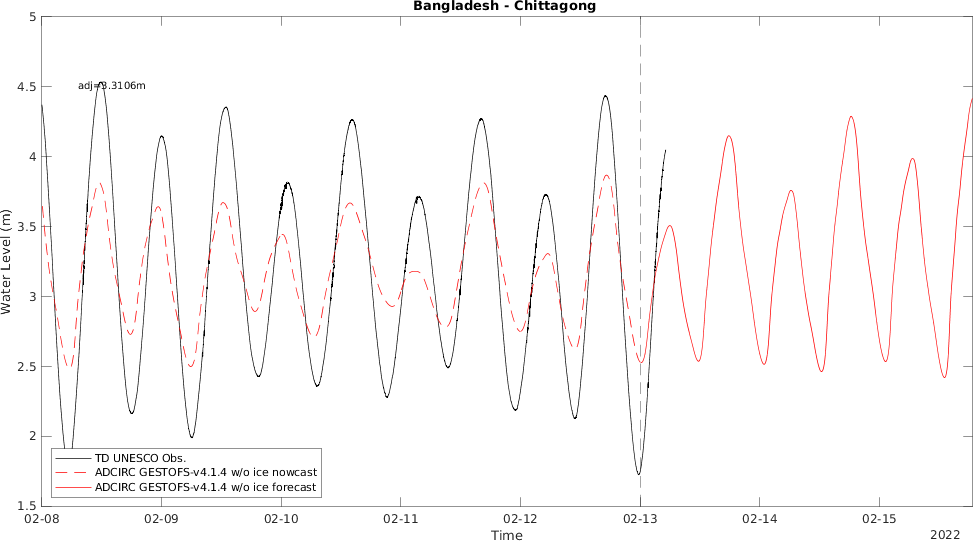 Bangladesh - Chittagong
5
4.5
4
3.5
3
2.5
2
1.5
Water Level (m)
adj=3.3106m
TD UNESCO Obs.
ADCIRC GESTOFS-v4.1.4 w/o ice nowcast
ADCIRC GESTOFS-v4.1.4 w/o ice forecast
02-08 02-09 02-10 02-11 02-12 02-13 02-14 02-15
Time
2022